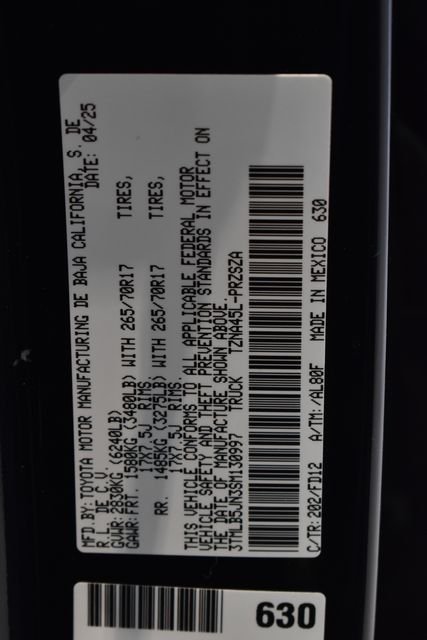 MFD.BY:TOYOTA MOTOR MANUFACTURING DE BAJA CALIFORNIA, S. DE
R.L. DE C.V. DATE: 04/25
GVWR:2830KG (6240LB)
GAWR:FRT. 1580KG (3480LB) WITH 265/70R17 TIRES,
17X7.5J RIMS.
RR. 1485KG (3275LB) WITH 265/70R17 TIRES,
17X7.5J RIMS.
THIS VEHICLE CONFORMS TO ALL APPLICABLE FEDERAL MOTOR
VEHICLE SAFETY AND THEFT PREVENTION STANDARDS IN EFFECT ON
THE DATE OF MANUFACTURE SHOWN ABOVE.
3TMLB5JN3SM130997 TRUCK TZNA45L-PRZSZA
C/TR:202/FD12 A/TM:/AL80F MADE IN MEXICO 630
630